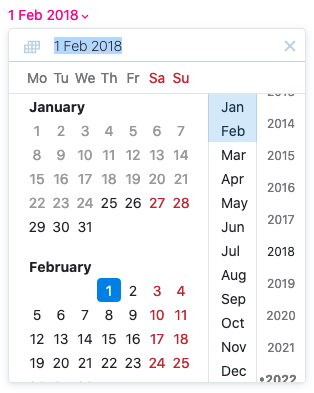 1 Feb 2018
1 Feb 2018
Mo Tu We Th Fr Sa Su
January
1 2 3 4 5 6 7
8 9 10 11 12 13 14
15 16 17 18 19 20 21
22 23 24 25 26 27 28
29 30 31
February
1 2 3 4
5 6 7 8 9 10 11
12 13 14 15 16 17 18
19 20 21 22 23 24 25
Jan
Feb
Mar
Apr
May
Jun
Jul
Aug
Sep
Oct
Nov
Dec
2014
2015
2016
2017
2018
2019
2020
2021
•2022